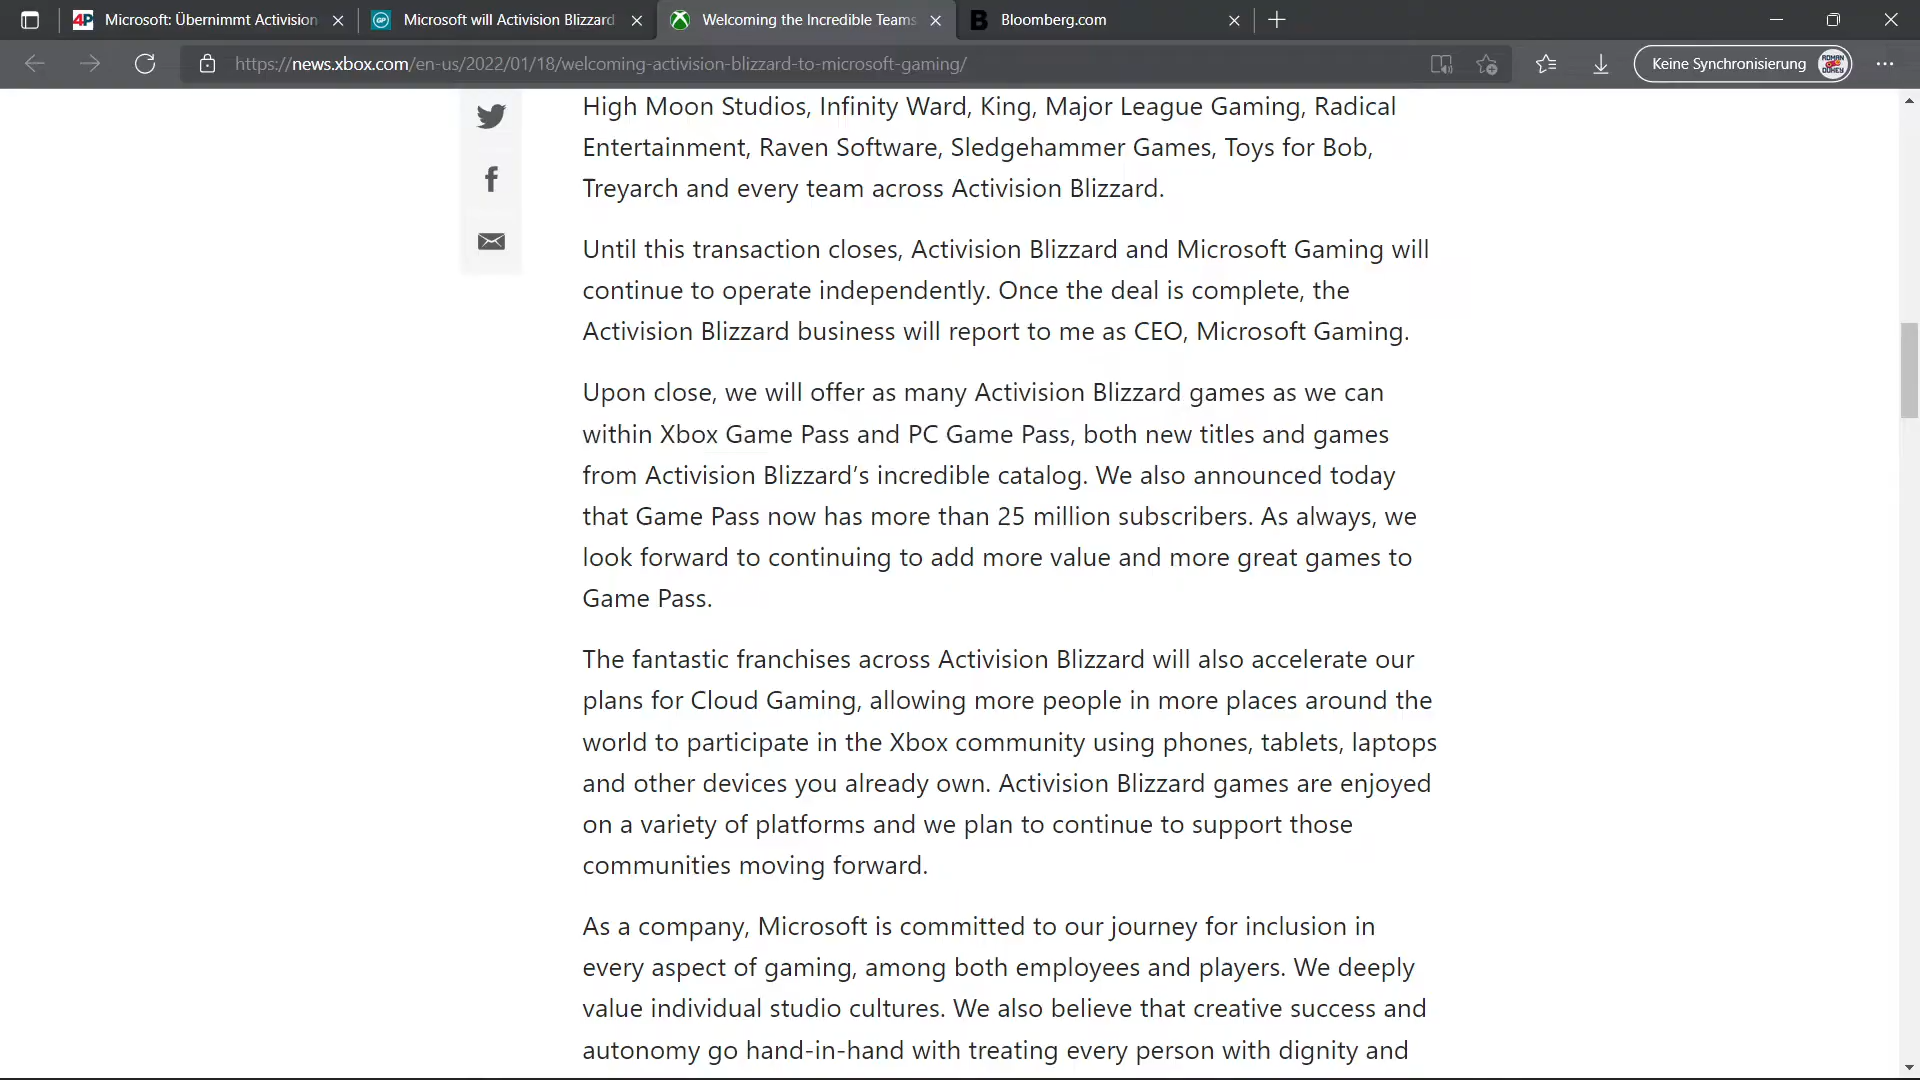 4P Microsoft: Übernimmt Activision
GP Microsoft will Activision Blizzard
Welcoming the Incredible Teams
B Bloomberg.com
https://news.xbox.com/en-us/2022/01/18/welcoming-activision-blizzard-to-microsoft-gaming/
Keine Synchronisierung
High Moon Studios, Infinity Ward, King, Major League Gaming, Radical
Entertainment, Raven Software, Sledgehammer Games, Toys for Bob,
Treyarch and every team across Activision Blizzard.
Until this transaction closes, Activision Blizzard and Microsoft Gaming will
continue to operate independently. Once the deal is complete, the
Activision Blizzard business will report to me as CEO, Microsoft Gaming.
Upon close, we will offer as many Activision Blizzard games as we can
within Xbox Game Pass and PC Game Pass, both new titles and games
from Activision Blizzard’s incredible catalog. We also announced today
that Game Pass now has more than 25 million subscribers. As always, we
look forward to continuing to add more value and more great games to
Game Pass.
The fantastic franchises across Activision Blizzard will also accelerate our
plans for Cloud Gaming, allowing more people in more places around the
world to participate in the Xbox community using phones, tablets, laptops
and other devices you already own. Activision Blizzard games are enjoyed
on a variety of platforms and we plan to continue to support those
communities moving forward.
As a company, Microsoft is committed to our journey for inclusion in
every aspect of gaming, among both employees and players. We deeply
value individual studio cultures. We also believe that creative success and
autonomy go hand-in-hand with treating every person with dignity and